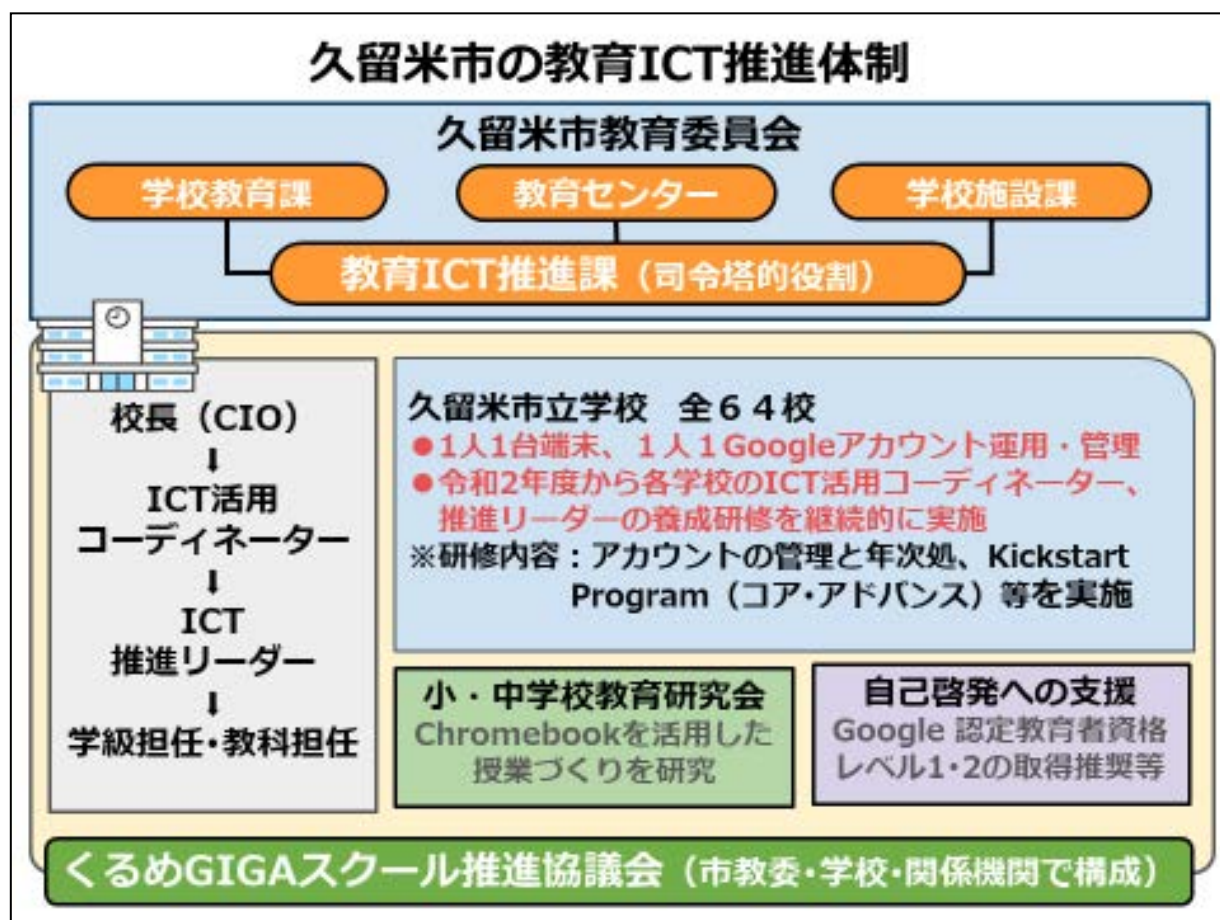 久留米市の教育ICT推進体制
久留米市教育委員会
学校教育課
教育センター
学校施設課
教育ICT推進課（司令塔的役割）
校長（CIO）
↓
ICT活用
コーディネーター
↓
ICT
推進リーダー
↓
学級担任・教科担任
久留米市立学校　全６４校
●1人1台端末、１人１Googleアカウント運用・管理
●令和2年度から各学校のICT活用コーディネーター、
推進リーダーの養成研修を継続的に実施
※研修内容：アカウントの管理と年次処、Kickstart
Program（コア・アドバンス）等を実施
小・中学校教育研究会
Chromebookを活用した
授業づくりを研究
自己啓発への支援
Google 認定教育者資格
レベル1・2の取得推奨等
くるめGIGAスクール推進協議会（市教委・学校・関係機関で構成）